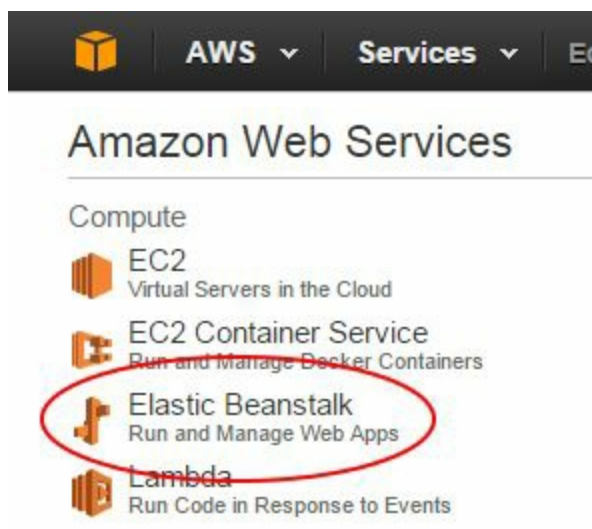 AWS Services
Amazon Web Services
Compute
EC2
Virtual Servers in the Cloud
EC2 Container Service
Run and Manage Docker Containers
Elastic Beanstalk
Run and Manage Web Apps
Lambda
Run Code in Response to Events